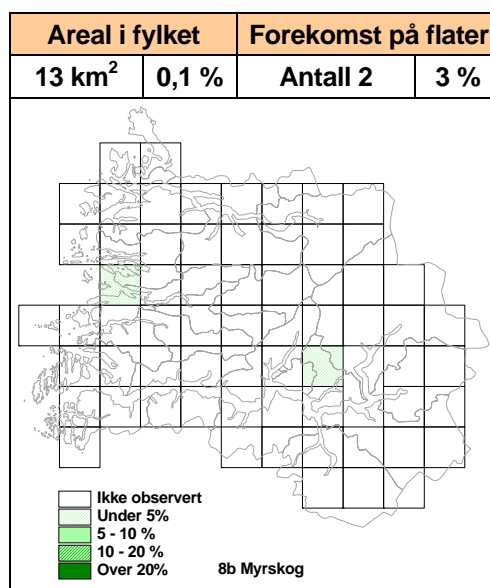 Areal i fylket Forekomst på flater
13 km² 0,1 % Antall 2 3 %
Ikke observert
Under 5%
5 - 10 %
10 - 20 %
Over 20% 8b Myrskog